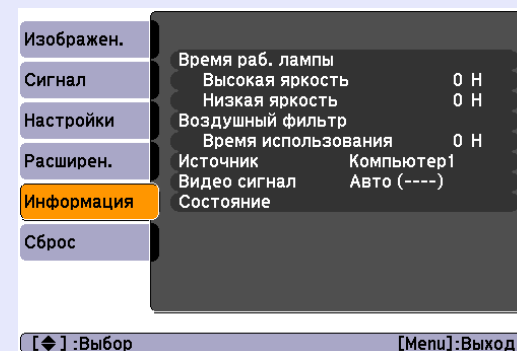 Изображен.
Сигнал
Настройки
Расширен.
Информация
Сброс
Время раб. лампы
Высокая яркость 0 H
Низкая яркость 0 H
Воздушный фильтр
Время использования 0 H
Источник Компьютер1
Видео сигнал Авто (----)
Состояние
[◆] :Выбор [Menu]:Выход